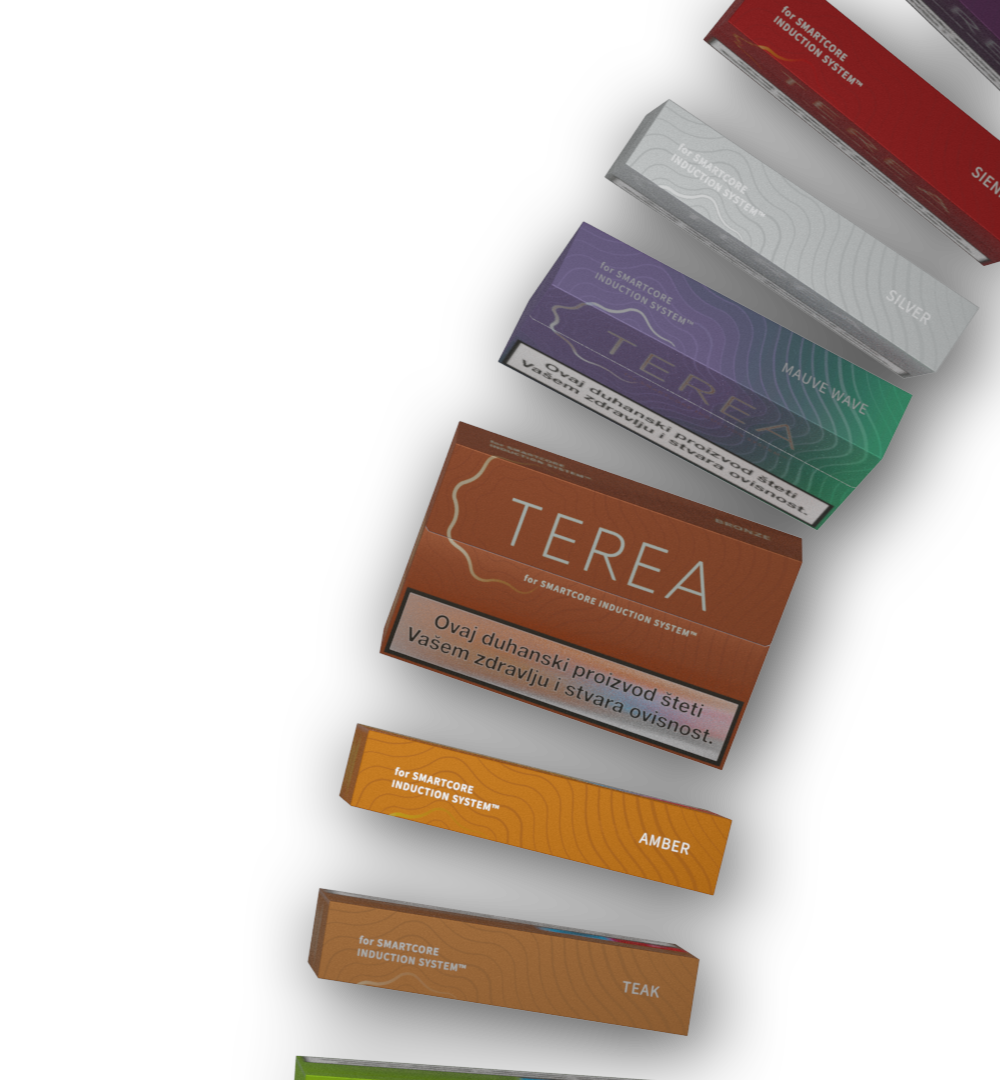 for SMARTCORE
INDUCTION SYSTEM™
TEREA
for SMARTCORE
INDUCTION SYSTEM™
SILVER
for SMARTCORE
INDUCTION SYSTEM™
MAUVE WAVE
TEREA
Ovaj duhanski proizvod šteti
Vašem zdravlju i stvara ovisnost.
BRONZE
TEREA
for SMARTCORE INDUCTION SYSTEM™
Ovaj duhanski proizvod šteti
Vašem zdravlju i stvara ovisnost.
for SMARTCORE
INDUCTION SYSTEM™
AMBER
for SMARTCORE
INDUCTION SYSTEM™
TEAK